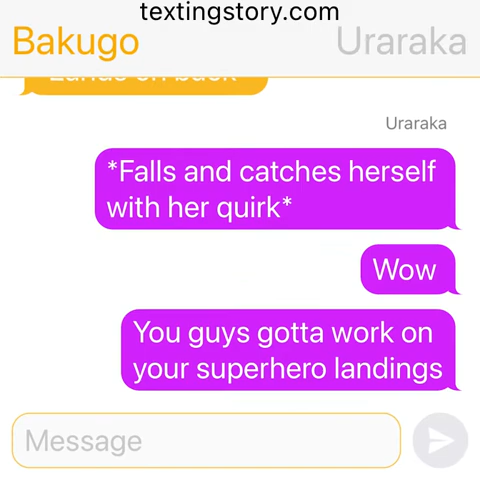 textingstory.com
Bakugo Uraraka
Uraraka
*Falls and catches herself
with her quirk*
Wow
You guys gotta work on
your superhero landings
Message